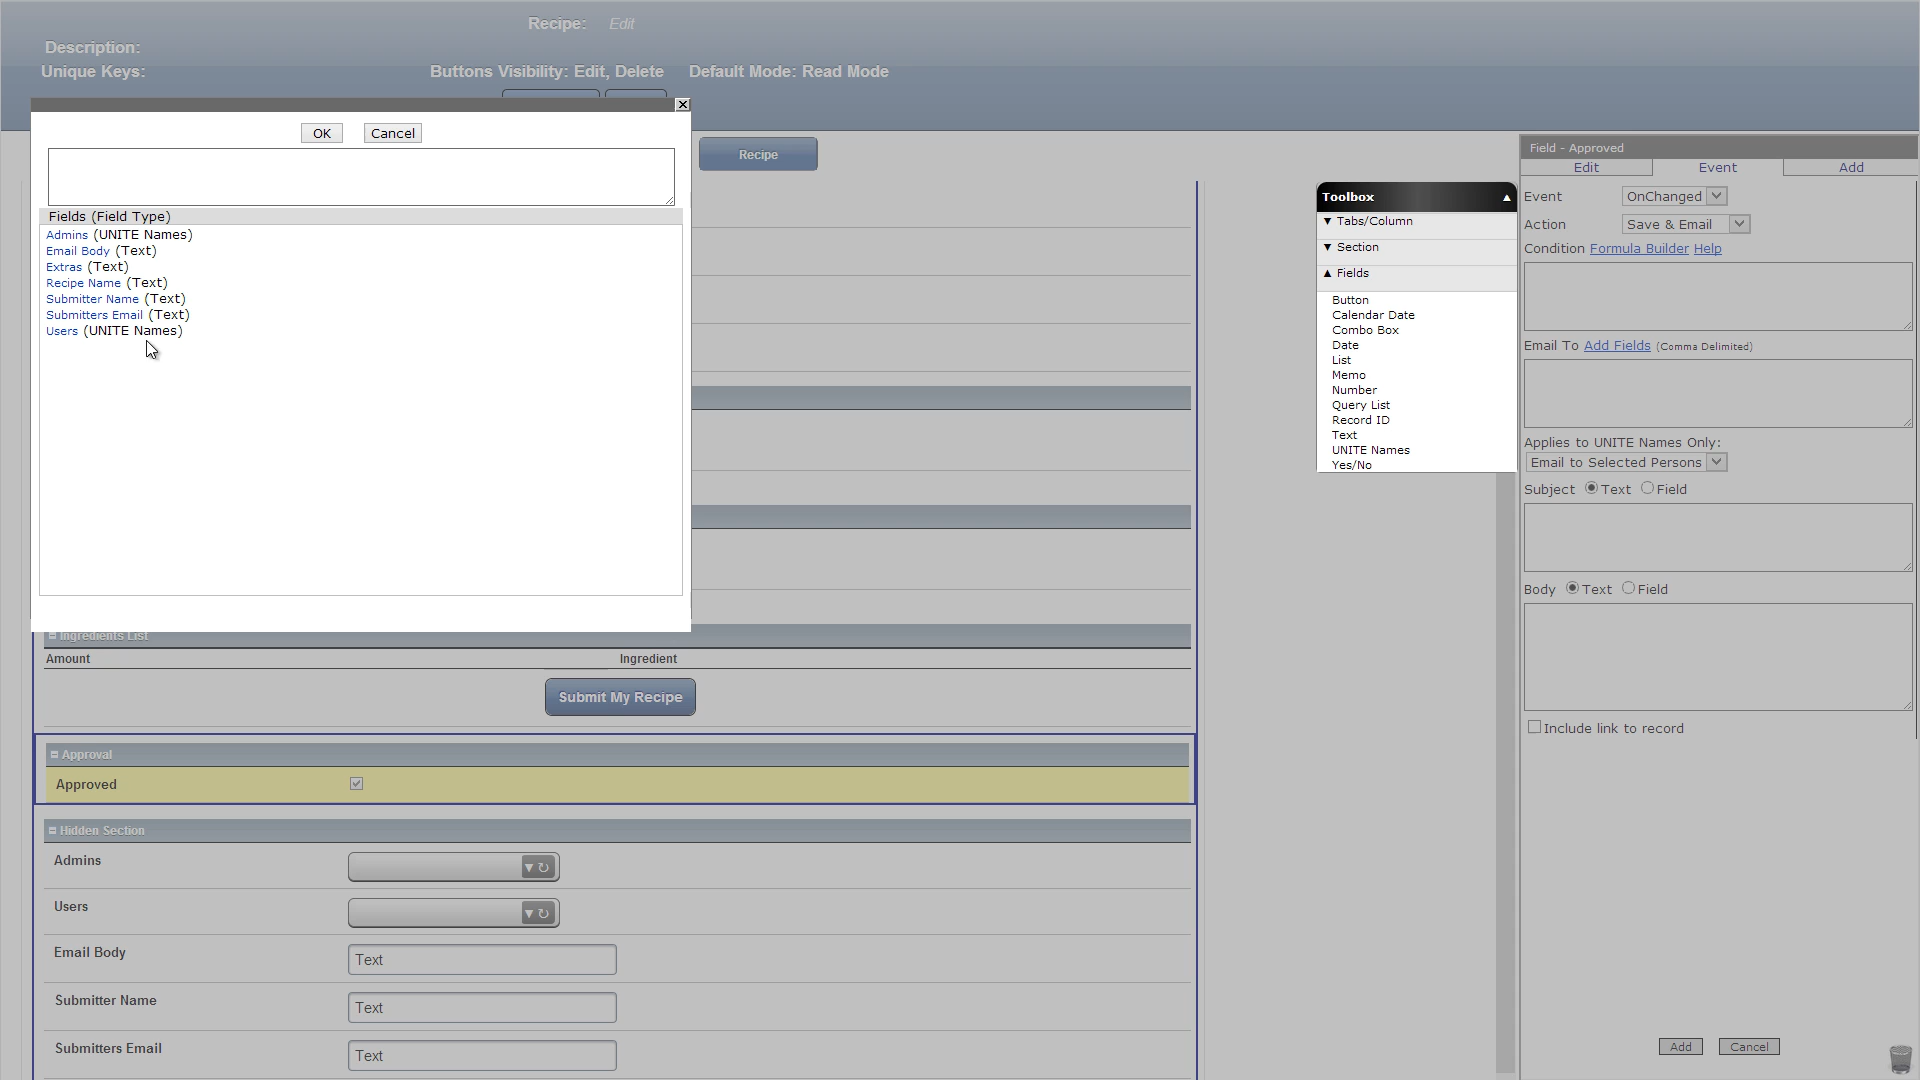 Recipe: Edit
Description:
Unique Keys:
Buttons Visibility: Edit, Delete Default Mode: Read Mode
OK Cancel
Fields (Field Type)
Admins (UNITE Names)
Email Body (Text)
Extras (Text)
Recipe Name (Text)
Submitter Name (Text)
Submitters Email (Text)
Users (UNITE Names)
Recipe
Ingredients List
Amount Ingredient
Submit My Recipe
Approval
Approved
Hidden Section
Admins
Users
Email Body Text
Submitter Name Text
Submitters Email Text
Toolbox
Tabs/Column
Section
Fields
Button
Calendar Date
Combo Box
Date
List
Memo
Number
Query List
Record ID
Text
UNITE Names
Yes/No
Field - Approved
Edit Event Add
Event OnChanged
Action Save & Email
Condition Formula Builder Help
Email To Add Fields (Comma Delimited)
Applies to UNITE Names Only:
Email to Selected Persons
Subject Text Field
Body Text Field
Include link to record
Add Cancel